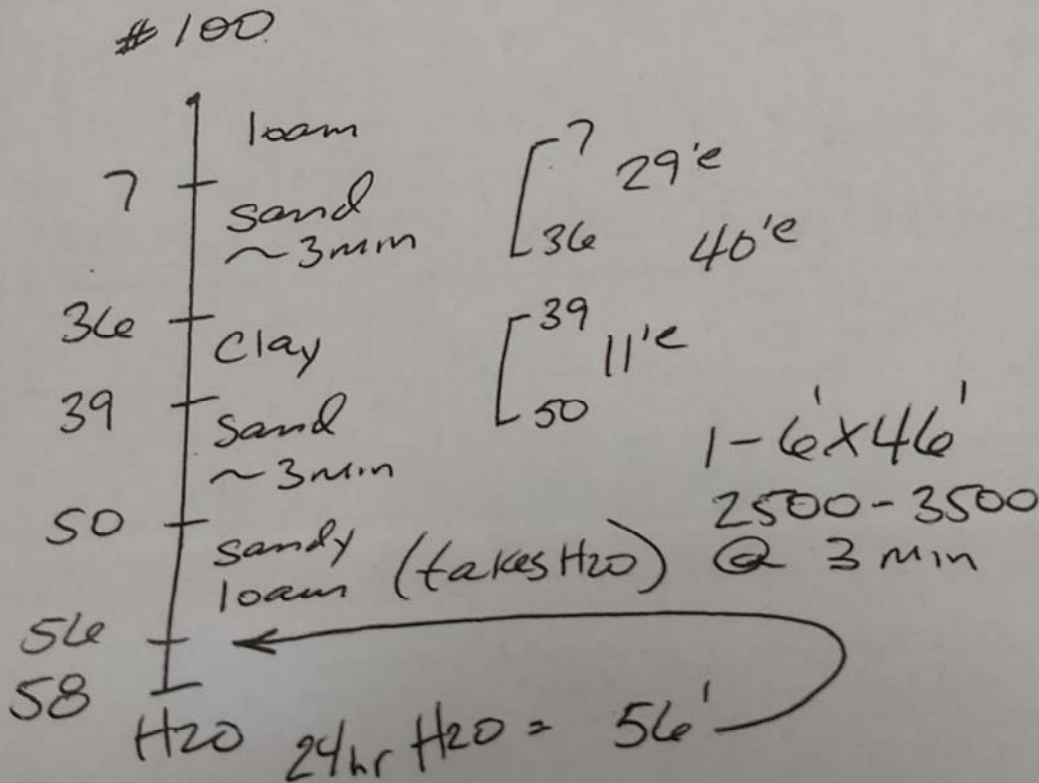 #100
loam
7
sand
~3min
36
Clay
39
sand
~3min
50
sandy
loam (takes H2O)
56
58
H2O 24hr H2O = 56'
7
29'e
36
40'e
39
11'e
50
1-6'X46'
2500-3500
@ 3 min